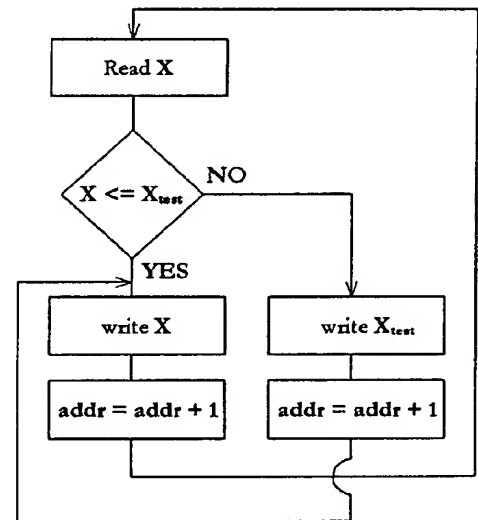 Read X
X <= Xtest
NO
YES
write X
write Xtest
addr = addr + 1
addr = addr + 1